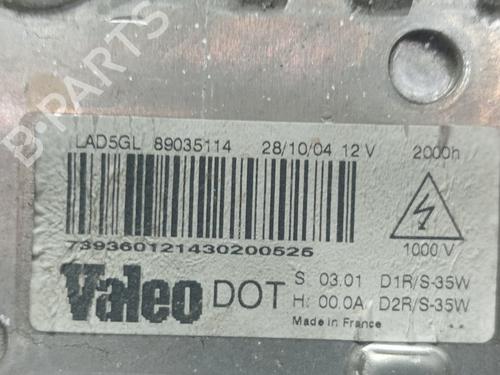 B-PARTS
LAD5GL 89035114 28/10/04 12 V 2000h
739360121430200525
1000 V
Valeo DOT
S 03.01 D1R/S-35W
H: 00.0A D2R/S-35W
Made in France